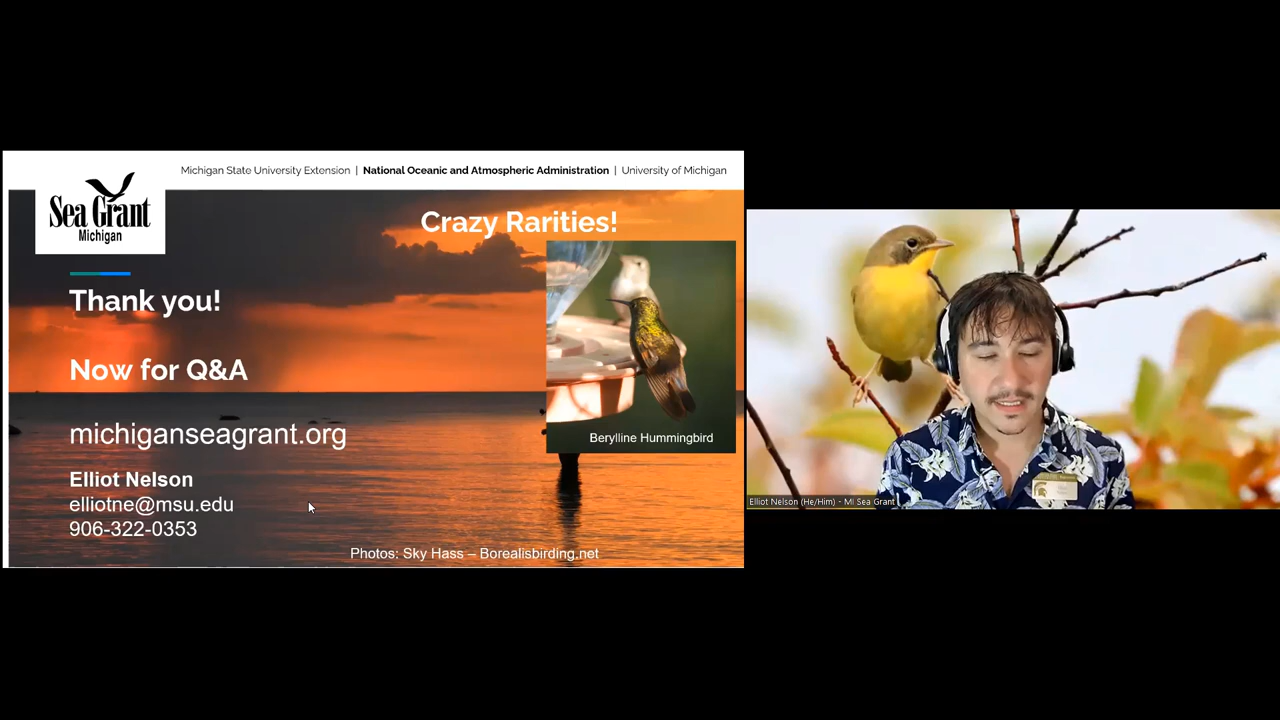 Michigan State University Extension | National Oceanic and Atmospheric Administration | University of Michigan
Sea Grant
Michigan
Crazy Rarities!
Thank you!
Now for Q&A
michiganseagrant.org
Elliot Nelson
elliotne@msu.edu
906-322-0353
Berylline Hummingbird
Photos: Sky Hass – Borealisbirding.net
Elliot Nelson (He/Him) - MI Sea Grant